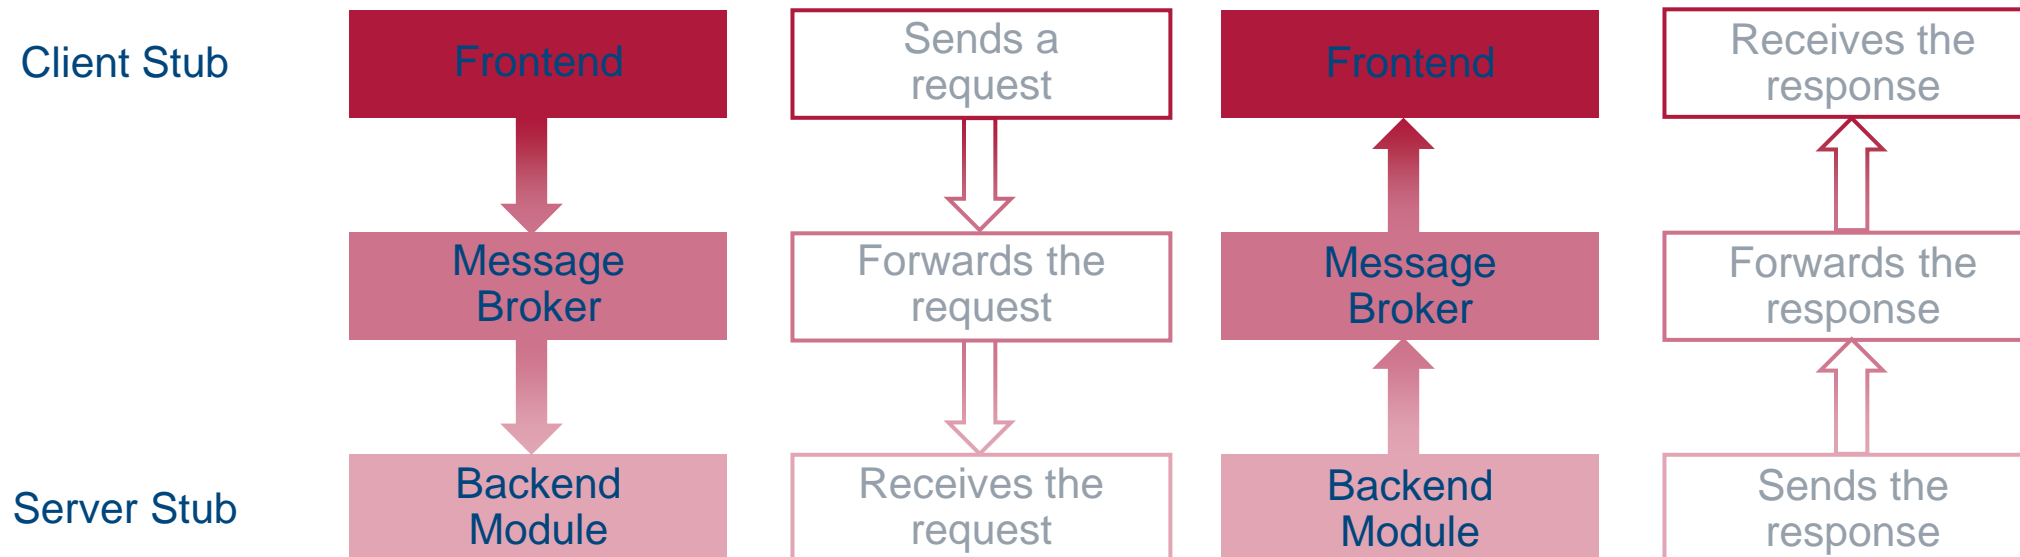 Client Stub
Frontend
Sends a
request
Frontend
Receives the
response
Message
Broker
Forwards the
request
Message
Broker
Forwards the
response
Server Stub
Backend
Module
Receives the
request
Backend
Module
Sends the
response